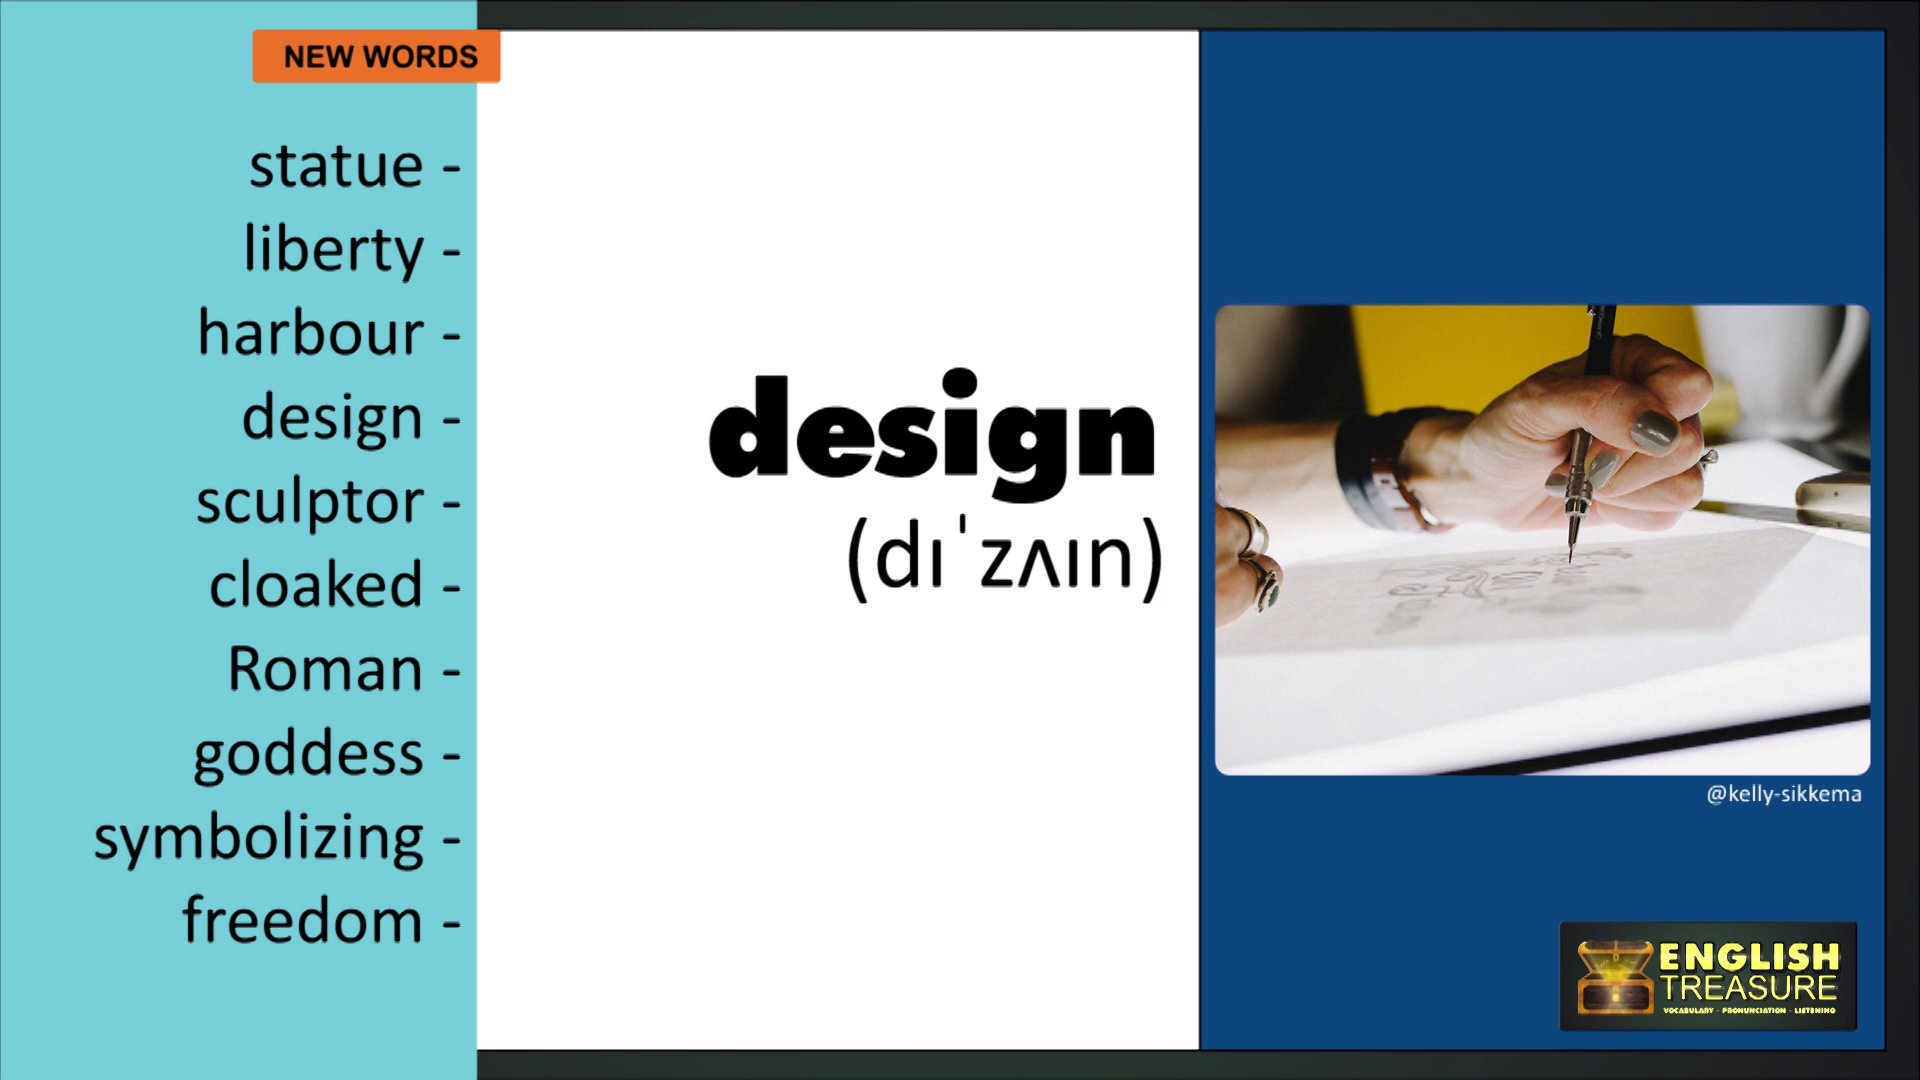 NEW WORDS
statue -
liberty -
harbour -
design -
sculptor -
cloaked -
Roman -
goddess -
symbolizing -
freedom -
design
(dɪˈzʌɪn)
@kelly-sikkema
ENGLISH
TREASURE
VOCABULARY - PRONUNCIATION - LISTENING